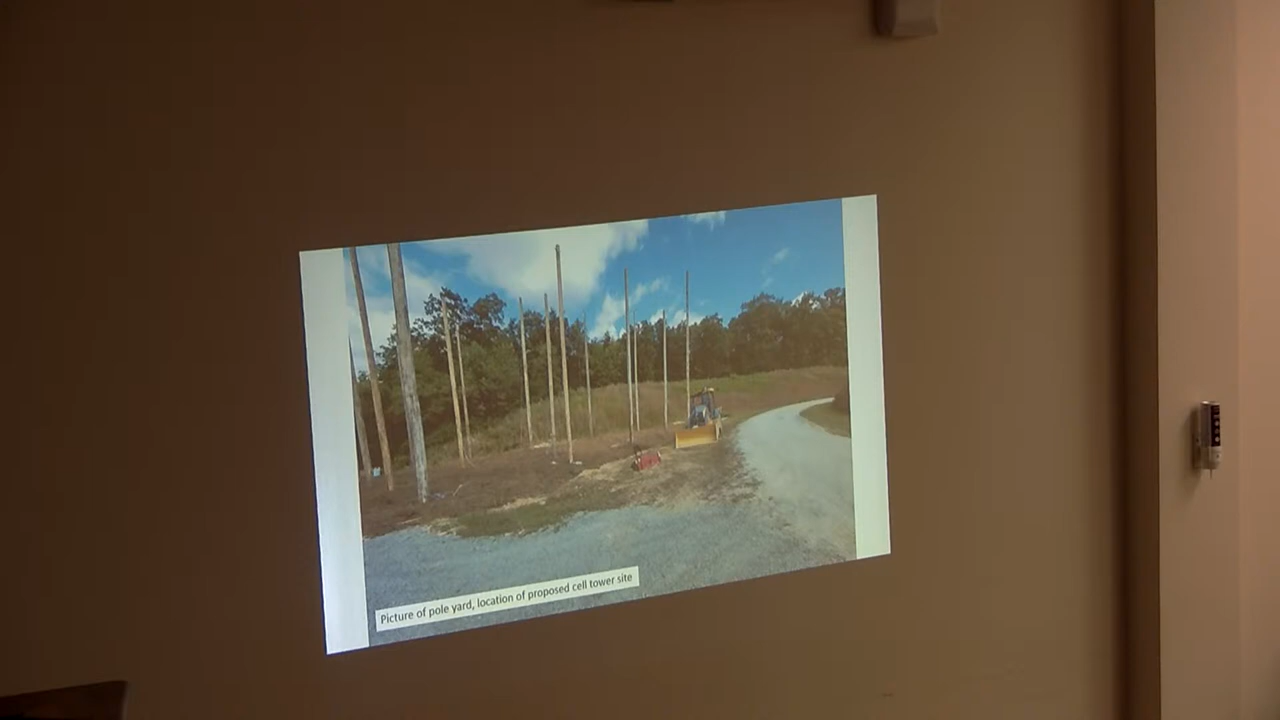 Picture of pole yard, location of proposed cell tower site